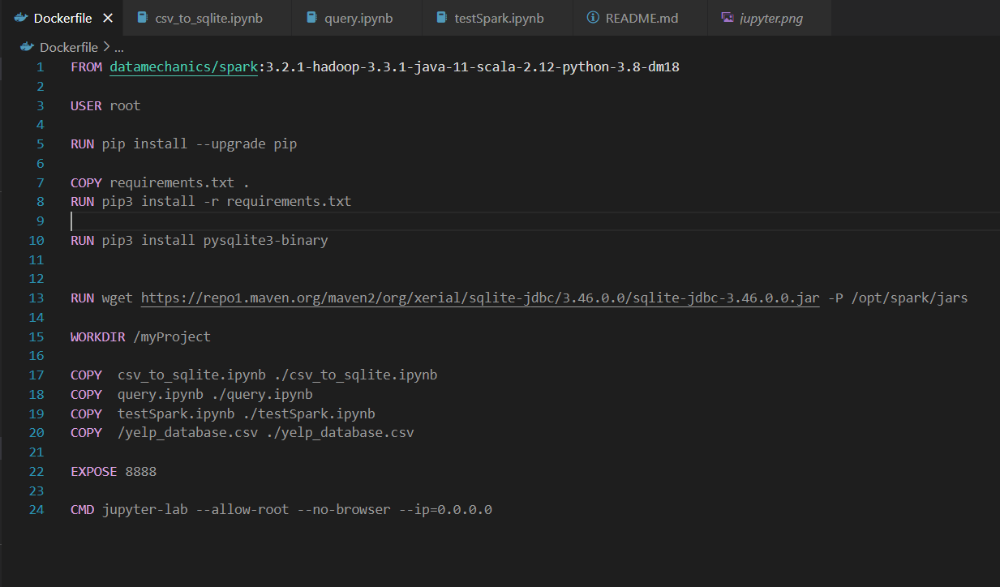 Dockerfile csv_to_sqlite.ipynb query.ipynb testSpark.ipynb README.md jupyter.png
Dockerfile > ...
1 FROM datamechanics/spark:3.2.1-hadoop-3.3.1-java-11-scala-2.12-python-3.8-dm18
2
3 USER root
4
5 RUN pip install --upgrade pip
6
7 COPY requirements.txt .
8 RUN pip3 install -r requirements.txt
9
10 RUN pip3 install pysqlite3-binary
11
12
13 RUN wget https://repo1.maven.org/maven2/org/xerial/sqlite-jdbc/3.46.0.0/sqlite-jdbc-3.46.0.0.jar -P /opt/spark/jars
14
15 WORKDIR /myProject
16
17 COPY  csv_to_sqlite.ipynb ./csv_to_sqlite.ipynb
18 COPY  query.ipynb ./query.ipynb
19 COPY  testSpark.ipynb ./testSpark.ipynb
20 COPY  /yelp_database.csv ./yelp_database.csv
21
22 EXPOSE 8888
23
24 CMD jupyter-lab --allow-root --no-browser --ip=0.0.0.0